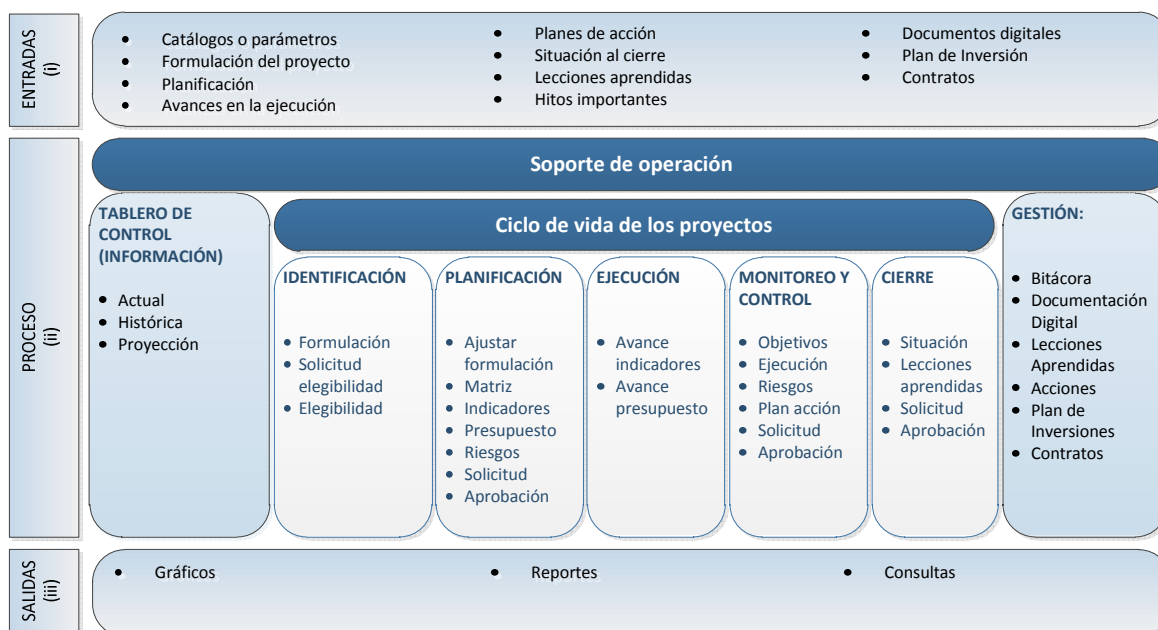 ENTRADAS
(i)
Catálogos o parámetros
Formulación del proyecto
Planificación
Avances en la ejecución
Planes de acción
Situación al cierre
Lecciones aprendidas
Hitos importantes
Documentos digitales
Plan de Inversión
Contratos
PROCESO
(ii)
Soporte de operación
TABLERO DE
CONTROL
(INFORMACIÓN)
Actual
Histórica
Proyección
Ciclo de vida de los proyectos
IDENTIFICACIÓN
Formulación
Solicitud
elegibilidad
Elegibilidad
PLANIFICACIÓN
Ajustar
formulación
Matriz
Indicadores
Presupuesto
Riesgos
Solicitud
Aprobación
EJECUCIÓN
Avance
indicadores
Avance
presupuesto
MONITOREO Y
CONTROL
Objetivos
Ejecución
Riesgos
Plan acción
Solicitud
Aprobación
CIERRE
Situación
Lecciones
aprendidas
Solicitud
Aprobación
GESTIÓN:
Bitácora
Documentación
Digital
Lecciones
Aprendidas
Acciones
Plan de
Inversiones
Contratos
SALIDAS
(iii)
Gráficos
Reportes
Consultas